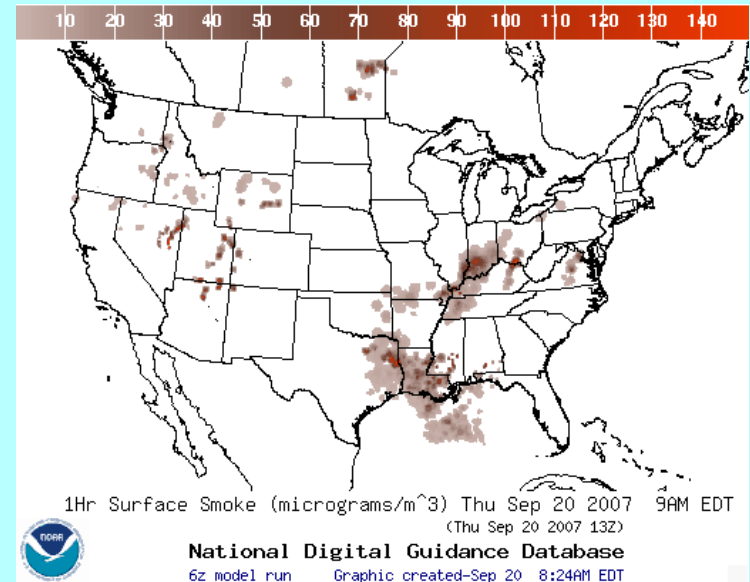 10 20 30 40 50 60 70 80 90 100 110 120 130 140
1Hr Surface Smoke (micrograms/m^3) Thu Sep 20 2007 9AM EDT
(Thu Sep 20 2007 13Z)
NOAA
National Digital Guidance Database
6z model run Graphic created-Sep 20 8:24AM EDT